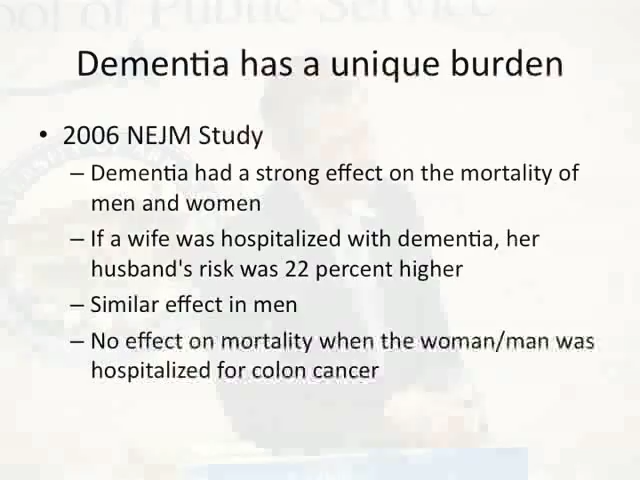 ool of Public Service
Dementia has a unique burden
• 2006 NEJM Study
– Dementia had a strong effect on the mortality of
men and women
– If a wife was hospitalized with dementia, her
husband's risk was 22 percent higher
– Similar effect in men
– No effect on mortality when the woman/man was
hospitalized for colon cancer